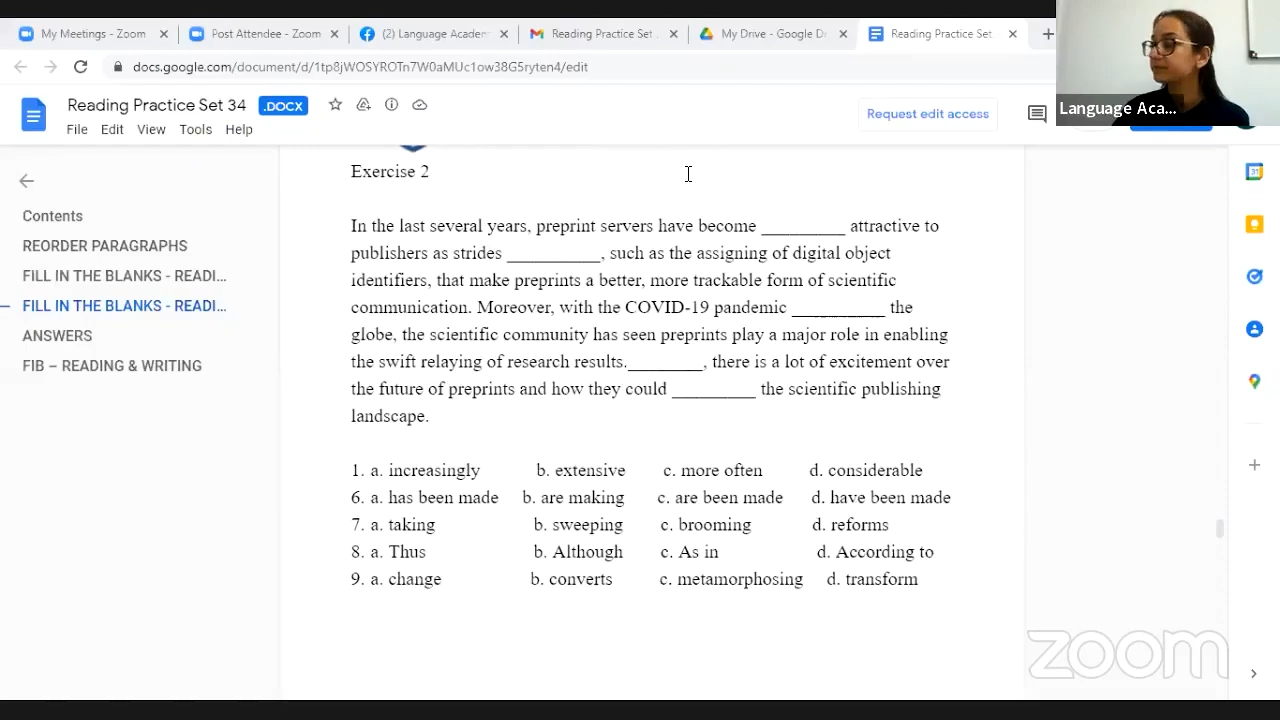 My Meetings - Zoom
Post Attendee - Zoom
(2) Language Academ
Reading Practice Set
My Drive - Google Dr
Reading Practice Set.
docs.google.com/document/d/1tp8jWOSYROTn7W0aMUc1ow38G5ryten4/edit
Reading Practice Set 34
.DOCX
Request edit access
Language Aca...
File Edit View Tools Help
Contents
REORDER PARAGRAPHS
FILL IN THE BLANKS - READI...
FILL IN THE BLANKS - READI...
ANSWERS
FIB – READING & WRITING
Exercise 2
In the last several years, preprint servers have become _________ attractive to
publishers as strides __________, such as the assigning of digital object
identifiers, that make preprints a better, more trackable form of scientific
communication. Moreover, with the COVID-19 pandemic __________ the
globe, the scientific community has seen preprints play a major role in enabling
the swift relaying of research results.________, there is a lot of excitement over
the future of preprints and how they could _________ the scientific publishing
landscape.
1. a. increasingly b. extensive c. more often d. considerable
6. a. has been made b. are making c. are been made d. have been made
7. a. taking b. sweeping c. brooming d. reforms
8. a. Thus b. Although c. As in d. According to
9. a. change b. converts c. metamorphosing d. transform
31
zoom